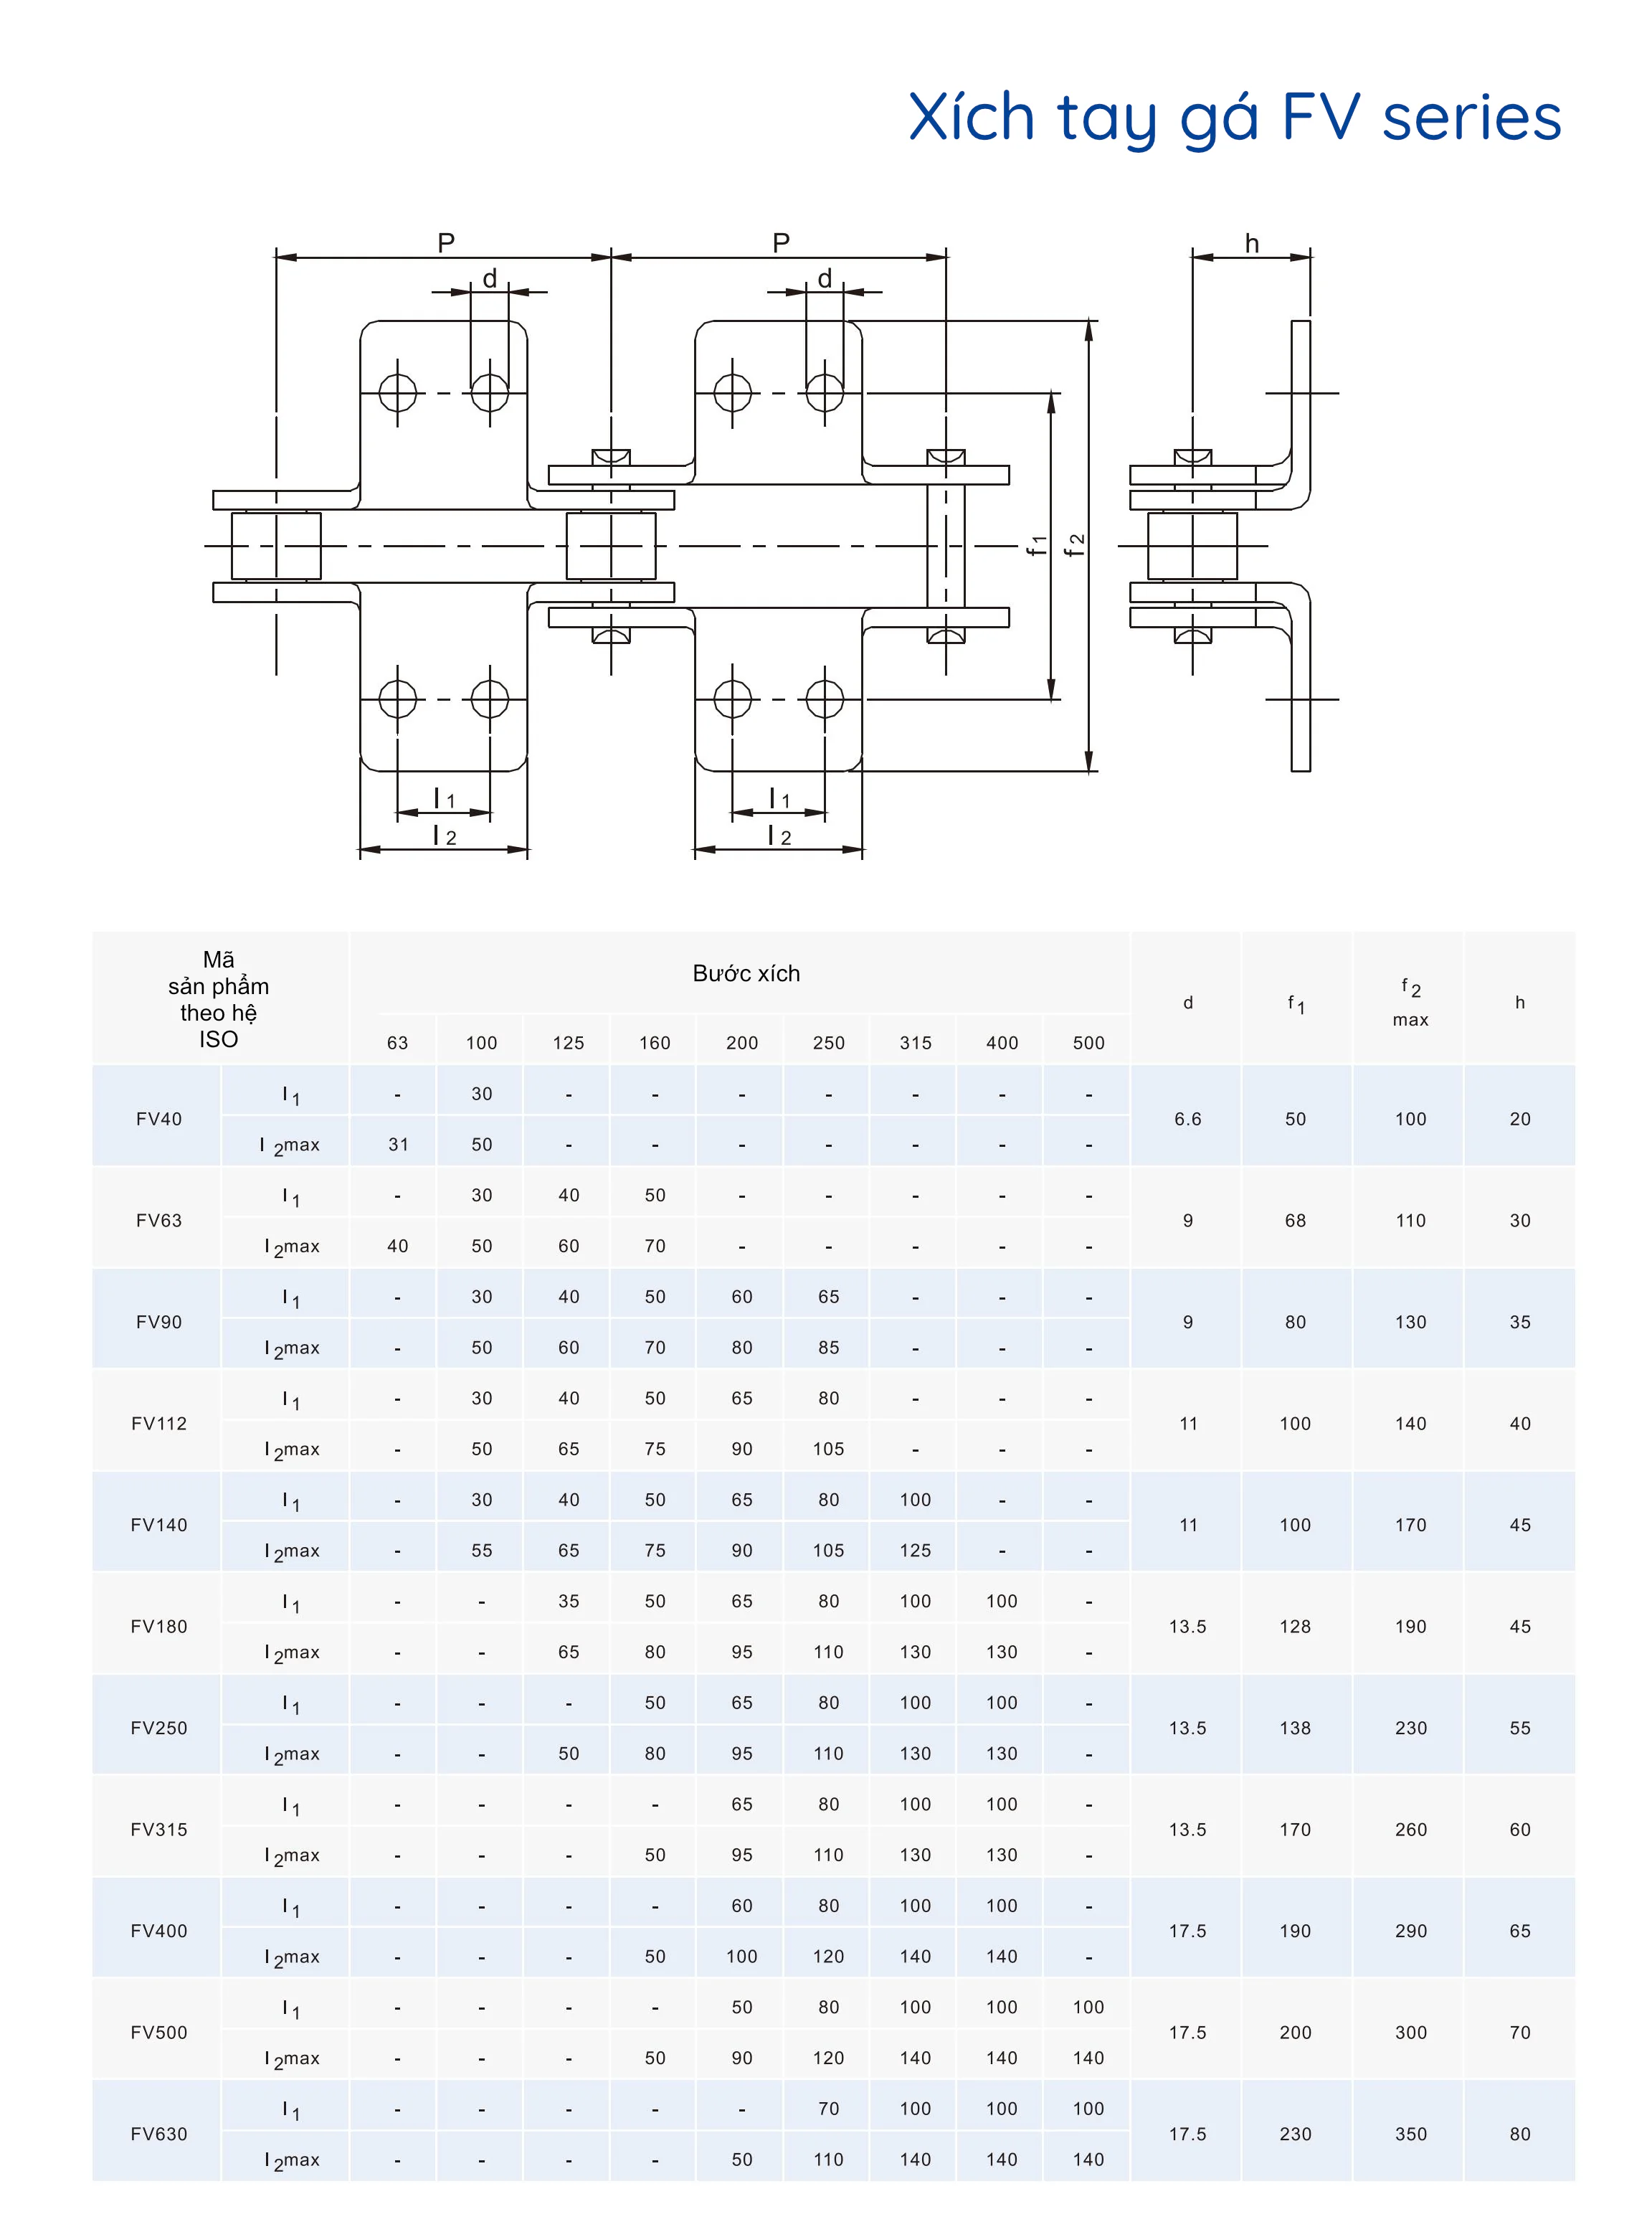 Xích tay gá FV series
P P h
d d
f1 f2
l1 l1
l2 l2
Mã
sản phẩm
theo hệ
ISO
Bước xích
63 100 125 160 200 250 315 400 500
d f1 f2 max h
FV40 6.6 50 100 20
l1 - 30 - - - - - - -
l2max 31 50 - - - - - - -
FV63 9 68 110 30
l1 - 30 40 50 - - - - -
l2max 40 50 60 70 - - - - -
FV90 9 80 130 35
l1 - 30 40 50 60 65 - - -
l2max - 50 60 70 80 85 - - -
FV112 11 100 140 40
l1 - 30 40 50 65 80 - - -
l2max - 50 65 75 90 105 - - -
FV140 11 100 170 45
l1 - 30 40 50 65 80 100 - -
l2max - 55 65 75 90 105 125 - -
FV180 13.5 128 190 45
l1 - - 35 50 65 80 100 100 -
l2max - - 65 80 95 110 130 130 -
FV250 13.5 138 230 55
l1 - - - 50 65 80 100 100 -
l2max - - 50 80 95 110 130 130 -
FV315 13.5 170 260 60
l1 - - - - 65 80 100 100 -
l2max - - - 50 95 110 130 130 -
FV400 17.5 190 290 65
l1 - - - - 60 80 100 100 -
l2max - - - 50 100 120 140 140 -
FV500 17.5 200 300 70
l1 - - - - 50 80 100 100 100
l2max - - - 50 90 120 140 140 140
FV630 17.5 230 350 80
l1 - - - - - 70 100 100 100
l2max - - - - 50 110 140 140 140